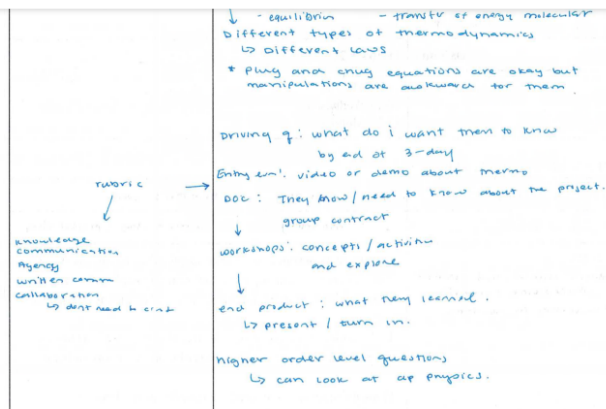 - equilibria - transfer of energy molecular
Different types of thermodynamics
↳ Different laws
* Plug and chug equations are okay but
manipulations are awkward for them.
Driving q: what do i want them to know
by ed of 3-day
Entry evn't: video or demo about thermo
DOC: They know/need to know about the project.
group contract
workshops: concepts / activities
and explore
end product: what they learned.
↳ present / turn in.
Higher order level questions
↳ can look at ap physics.
rubric →
knowledge
communication
Agency
written comm
collaboration
↳ dont need to